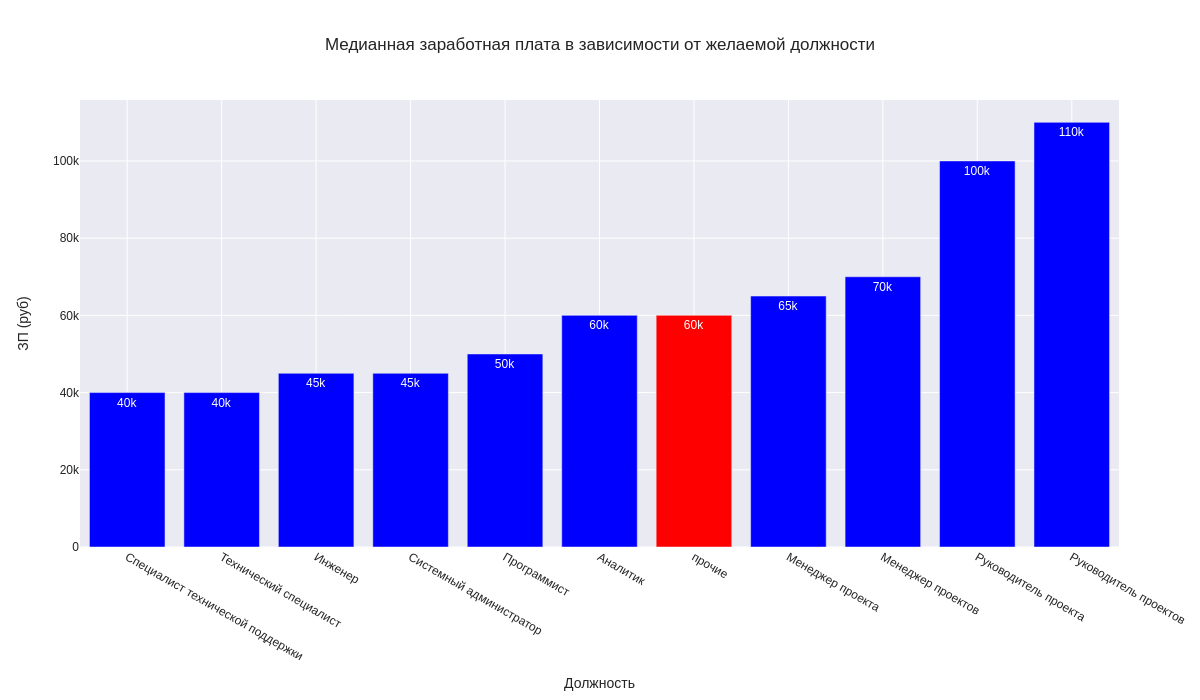 Медианная заработная плата в зависимости от желаемой должности
ЗП (руб)
100k
80k
60k
40k
20k
0
40k
40k
45k
45k
50k
60k
60k
65k
70k
100k
110k
Специалист технической поддержки
Технический специалист
Инженер
Системный администратор
Программист
Аналитик
прочие
Менеджер проекта
Менеджер проектов
Руководитель проекта
Руководитель проектов
Должность